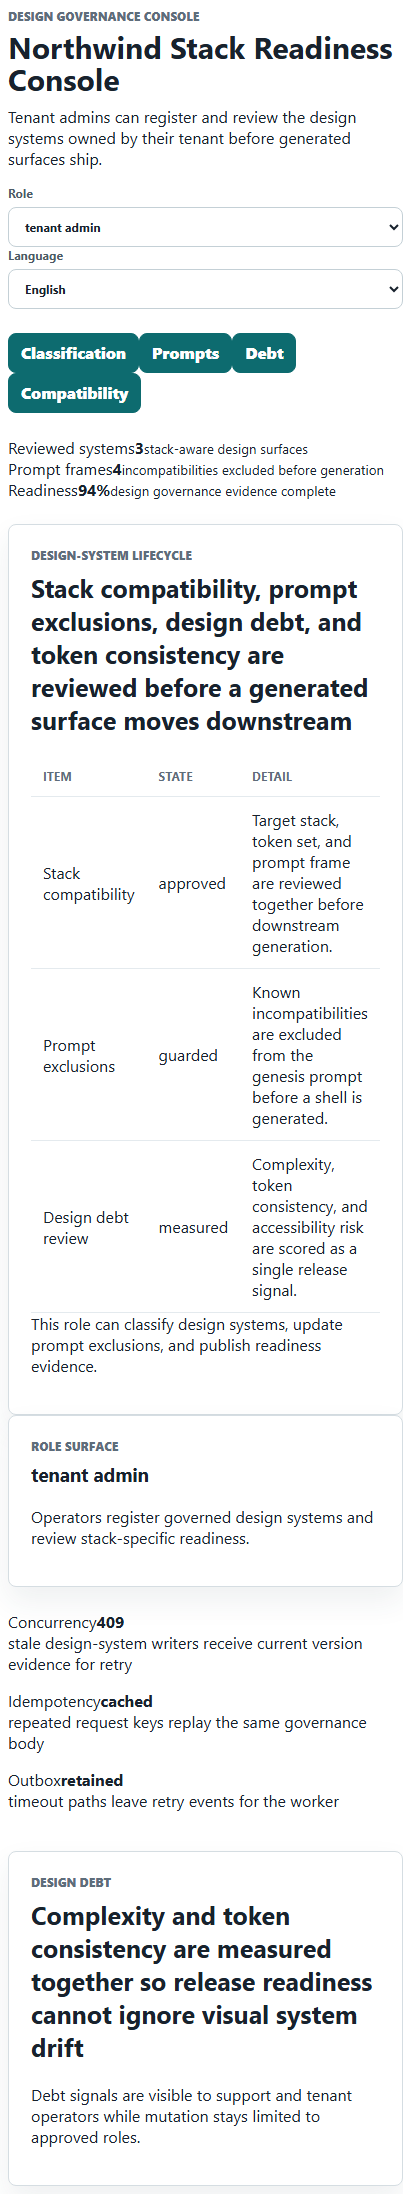 DESIGN GOVERNANCE CONSOLE
Northwind Stack Readiness
Console
Tenant admins can register and review the design
systems owned by their tenant before generated
surfaces ship.
Role
tenant admin
Language
English
Classification Prompts Debt
Compatibility
Reviewed systems3stack-aware design surfaces
Prompt frames4incompatibilities excluded before generation
Readiness94%design governance evidence complete
DESIGN-SYSTEM LIFECYCLE
Stack compatibility, prompt
exclusions, design debt, and
token consistency are
reviewed before a generated
surface moves downstream
ITEM STATE DETAIL
Stack
compatibility
approved
Target stack,
token set, and
prompt frame
are reviewed
together before
downstream
generation.
Prompt
exclusions
guarded
Known
incompatibilities
are excluded
from the
genesis prompt
before a shell is
generated.
Design debt
review
measured
Complexity,
token
consistency, and
accessibility risk
are scored as a
single release
signal.
This role can classify design systems, update
prompt exclusions, and publish readiness
evidence.
ROLE SURFACE
tenant admin
Operators register governed design systems and
review stack-specific readiness.
Concurrency409
stale design-system writers receive current version
evidence for retry
Idempotencycached
repeated request keys replay the same governance
body
Outboxretained
timeout paths leave retry events for the worker
DESIGN DEBT
Complexity and token
consistency are measured
together so release readiness
cannot ignore visual system
drift
Debt signals are visible to support and tenant
operators while mutation stays limited to
approved roles.